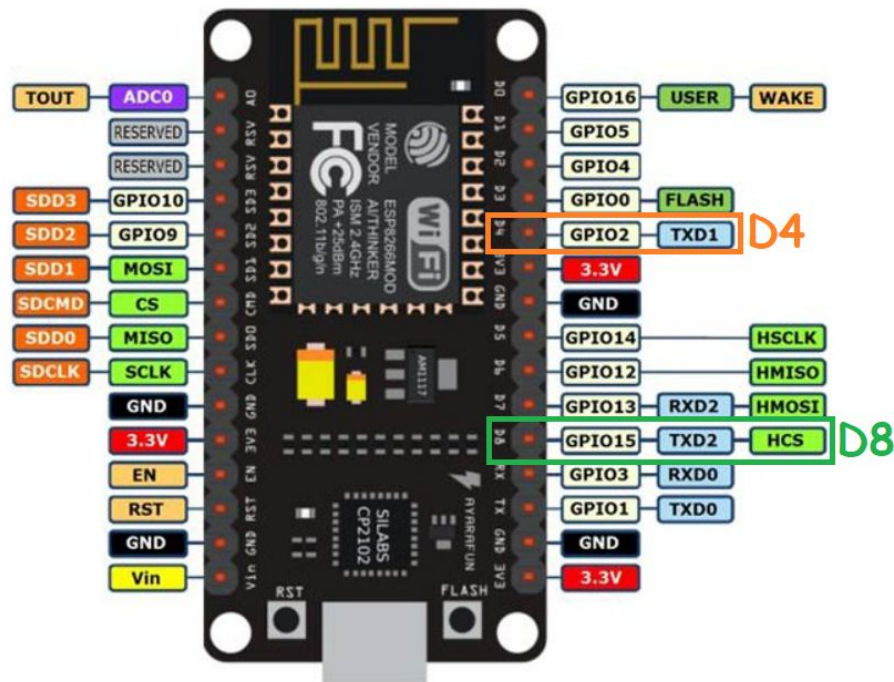 TOUT ADC0 A0 D0 GPIO16 USER WAKE
RESERVED RSV D1 GPIO5
RESERVED RSV D2 GPIO4
SDD3 GPIO10 SD3 D3 GPIO0 FLASH
SDD2 GPIO9 SD2 D4 GPIO2 TXD1 D4
SDD1 MOSI SD1 3V3 3.3V
SDCMD CS CMD GND GND
SDD0 MISO SD0 D5 GPIO14 HSCLK
SDCLK SCLK CLK D6 GPIO12 HMISO
GND GND D7 GPIO13 RXD2 HMOSI
3.3V 3V3 D8 GPIO15 TXD2 HCS D8
EN EN RX GPIO3 RXD0
RST RST TX GPIO1 TXD0
GND GND GND GND
Vin Vin 3V3 3.3V
MODEL ESP8266MOD
VENDOR AI/THINKER
ISM 2.4GHz
PA +25dBm
802.11b/g/n
FC
WiFi
AM1117
SILABS
CP2102
AYARAFUN
RST
FLASH